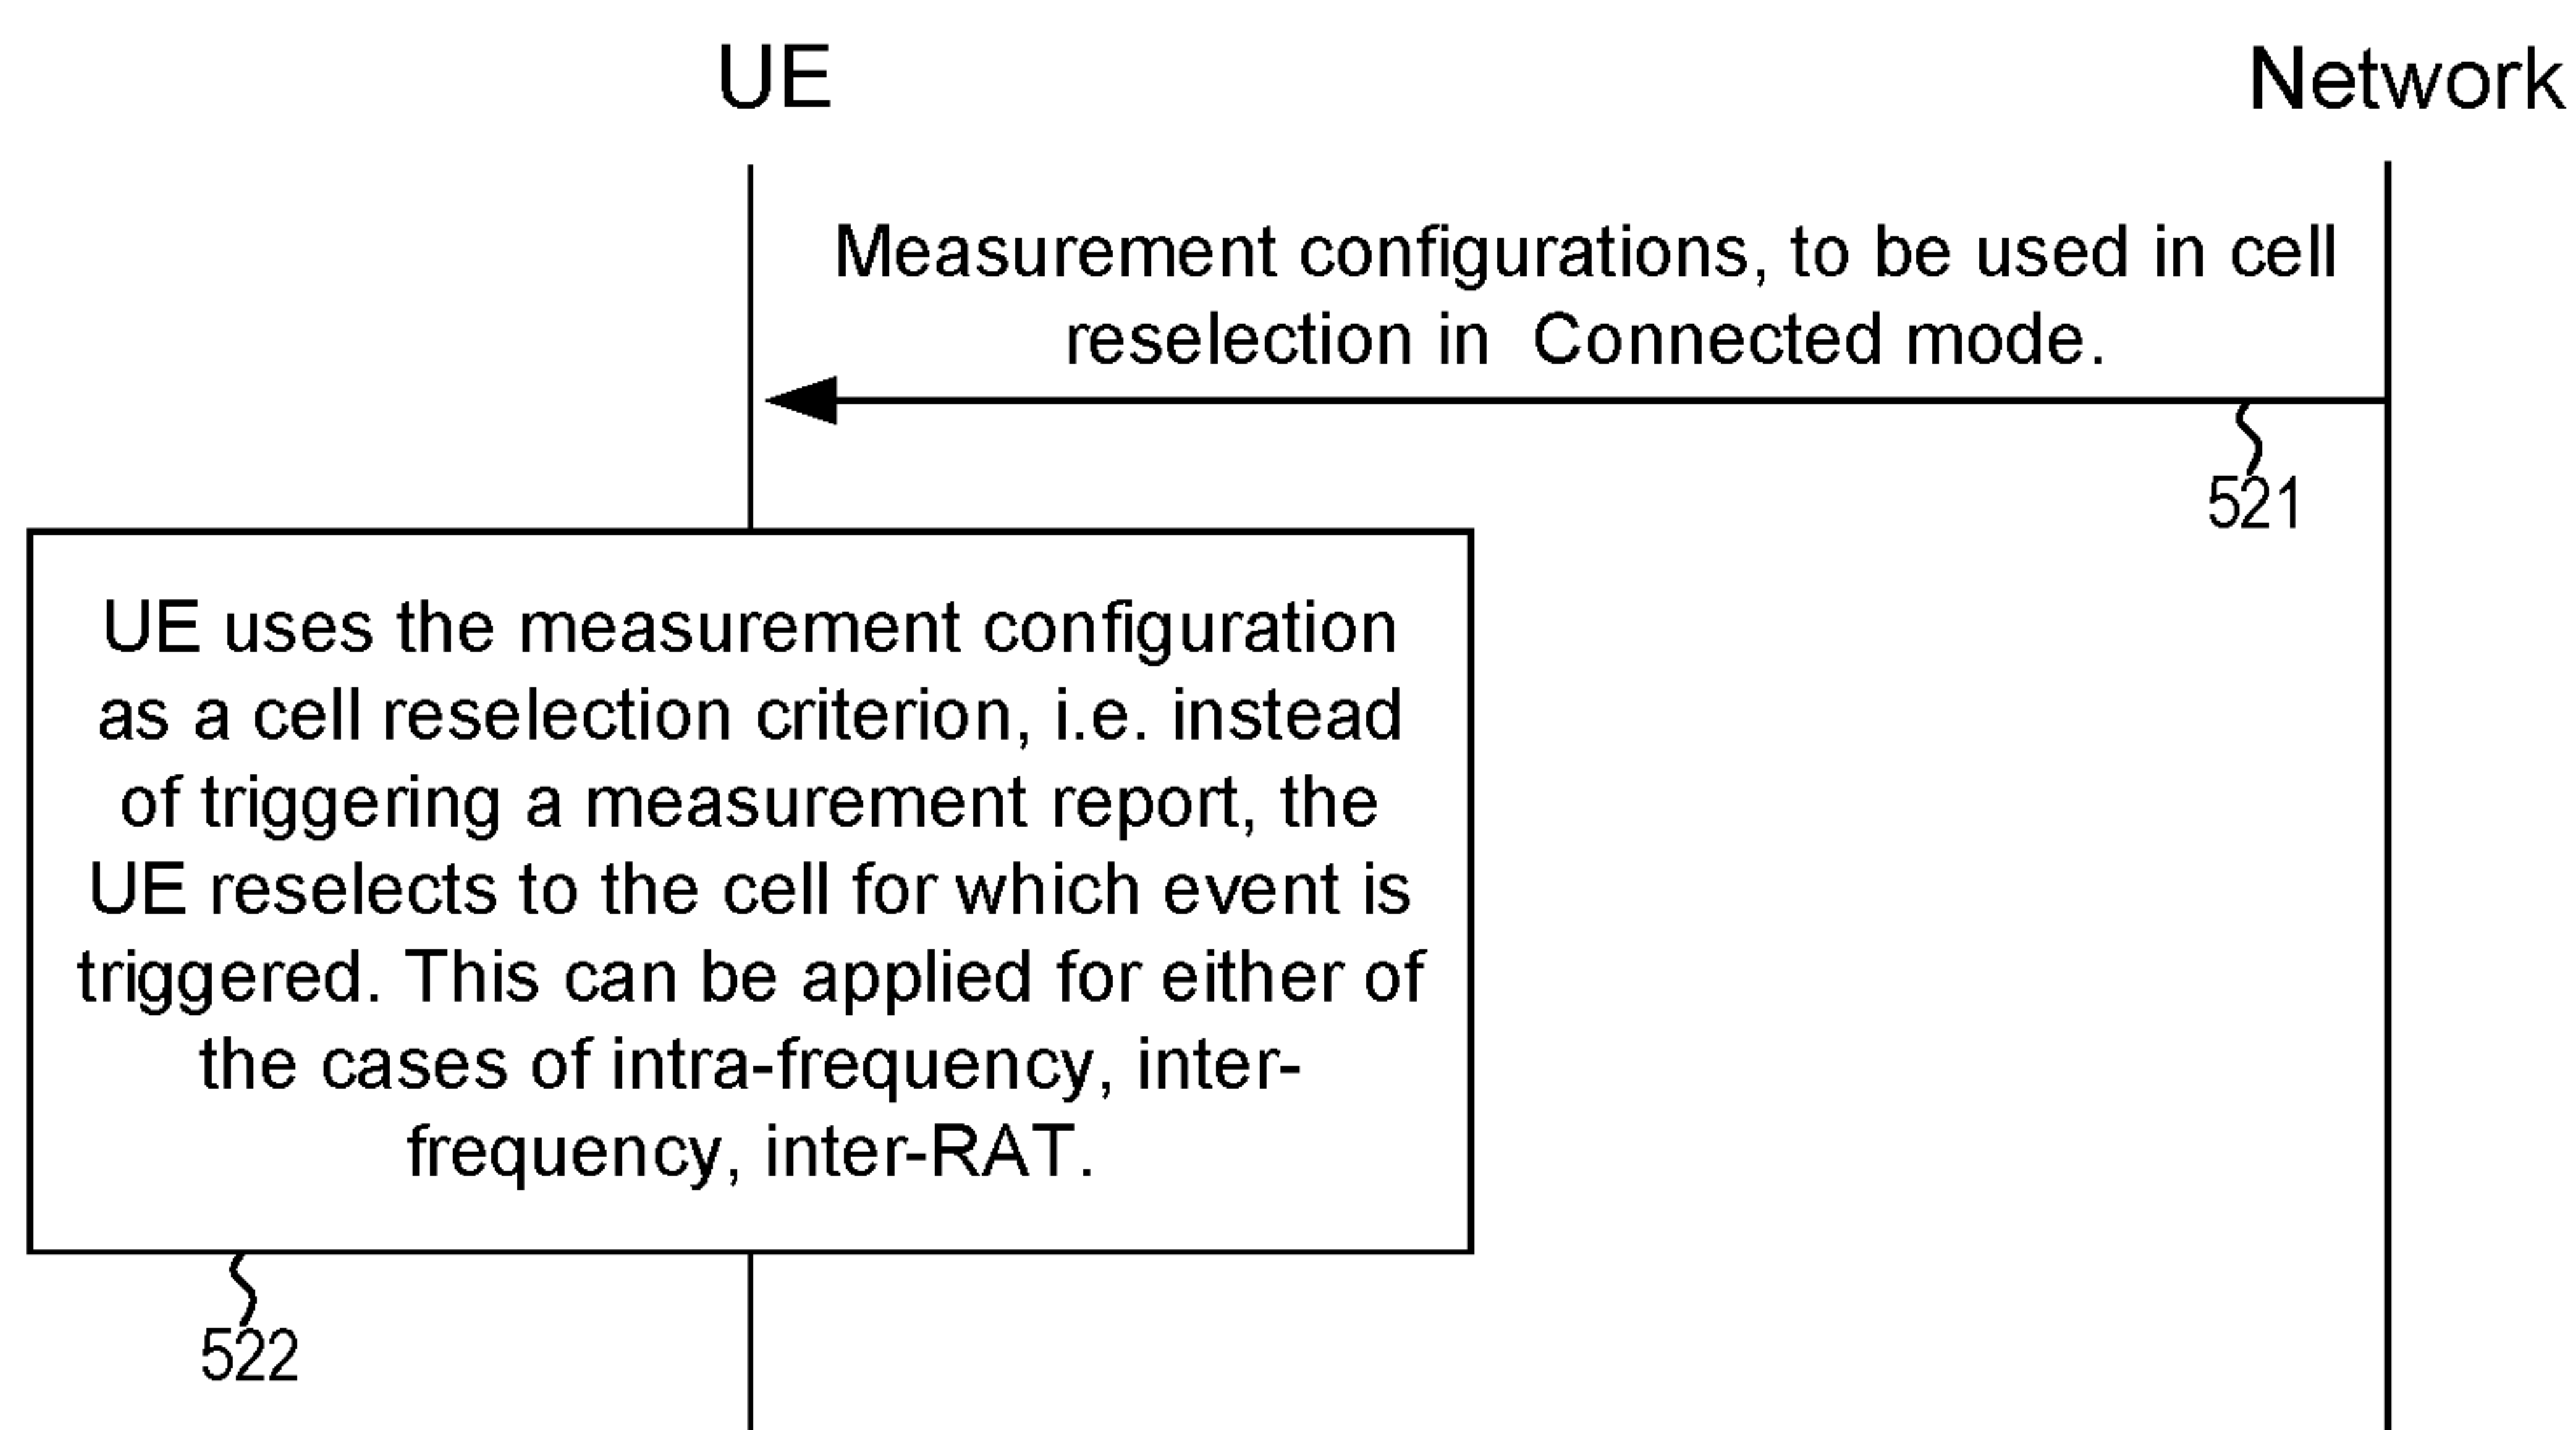 UE
Network
Measurement configurations, to be used in cell
reselection in  Connected mode.
521
UE uses the measurement configuration
as a cell reselection criterion, i.e. instead
of triggering a measurement report, the
UE reselects to the cell for which event is
triggered. This can be applied for either of
the cases of intra-frequency, inter-
frequency, inter-RAT.
522